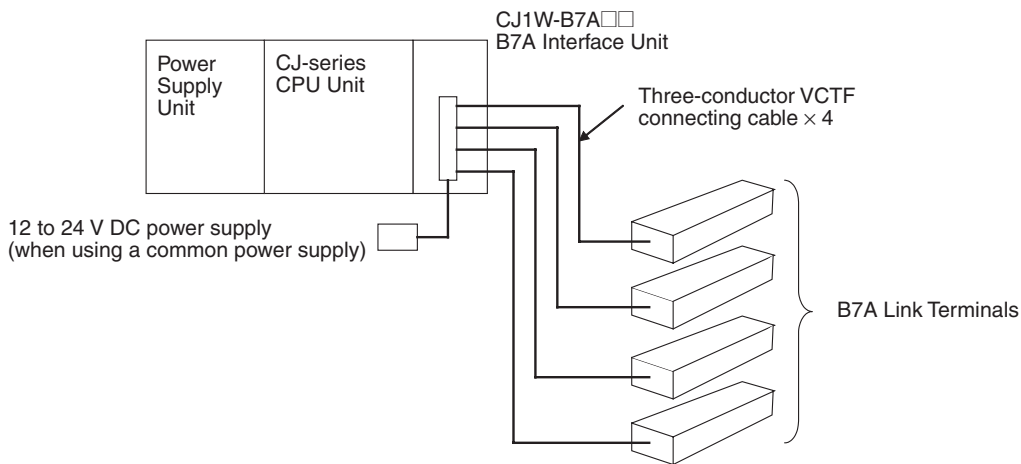 CJ1W-B7A□□
B7A Interface Unit
Power
Supply
Unit
CJ-series
CPU Unit
Three-conductor VCTF
connecting cable × 4
12 to 24 V DC power supply
(when using a common power supply)
B7A Link Terminals